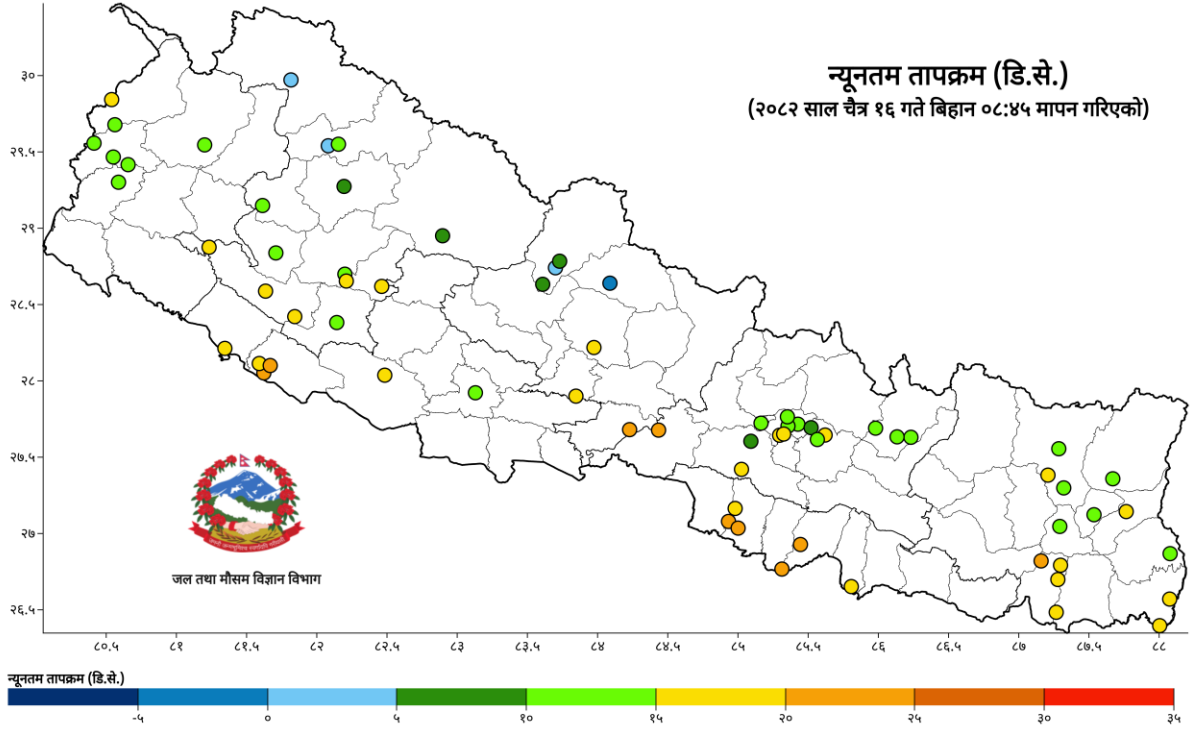 न्यूनतम तापक्रम (डि.से.)
(२०८२ साल चैत्र १६ गते बिहान ०८:४५ मापन गरिएको)
३०
२९.५
२९
२८.५
२८
२७.५
२७
२६.५
जल तथा मौसम विज्ञान विभाग
८०.५ ८१ ८१.५ ८२ ८२.५ ८३ ८३.५ ८४ ८४.५ ८५ ८५.५ ८६ ८६.५ ८७ ८७.५ ८८
न्यूनतम तापक्रम (डि.से.)
-५ ० ५ १० १५ २० २५ ३० ३५